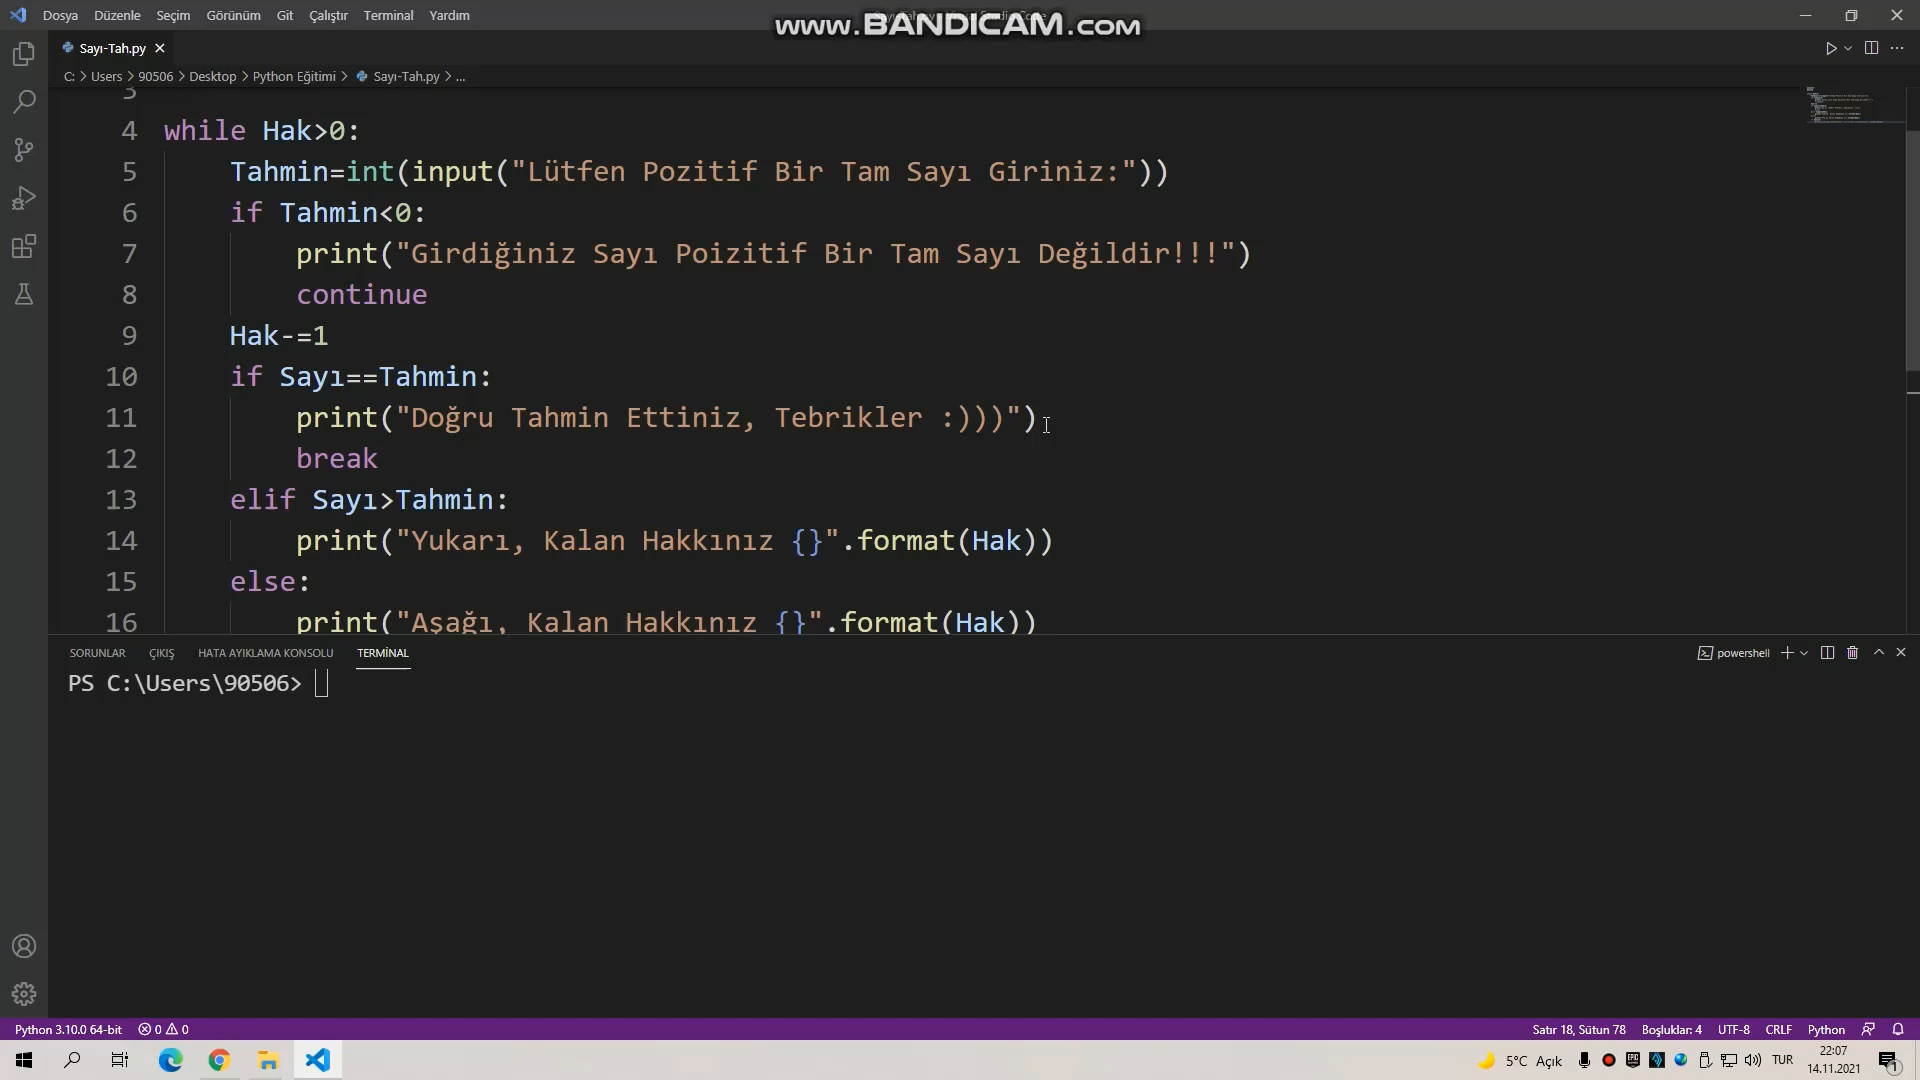 Dosya Düzenle Seçim Görünüm Git Çalıştır Terminal Yardım
www.BANDICAM.com
Sayı-Tah.py
C: > Users > 90506 > Desktop > Python Eğitimi > Sayı-Tah.py > ...
3
4 while Hak>0:
5 Tahmin=int(input("Lütfen Pozitif Bir Tam Sayı Giriniz:"))
6 if Tahmin<0:
7 print("Girdiğiniz Sayı Poizitif Bir Tam Sayı Değildir!!!")
8 continue
9 Hak-=1
10 if Sayı==Tahmin:
11 print("Doğru Tahmin Ettiniz, Tebrikler :)))")
12 break
13 elif Sayı>Tahmin:
14 print("Yukarı, Kalan Hakkınız {}".format(Hak))
15 else:
16 print("Aşağı, Kalan Hakkınız {}".format(Hak))
SORUNLAR ÇIKIŞ HATA AYIKLAMA KONSOLU TERMİNAL
powershell
PS C:\Users\90506>
Python 3.10.0 64-bit 0 0
Satır 18, Sütun 78 Boşluklar: 4 UTF-8 CRLF Python
5°C Açık
TUR
22:07
14.11.2021
1